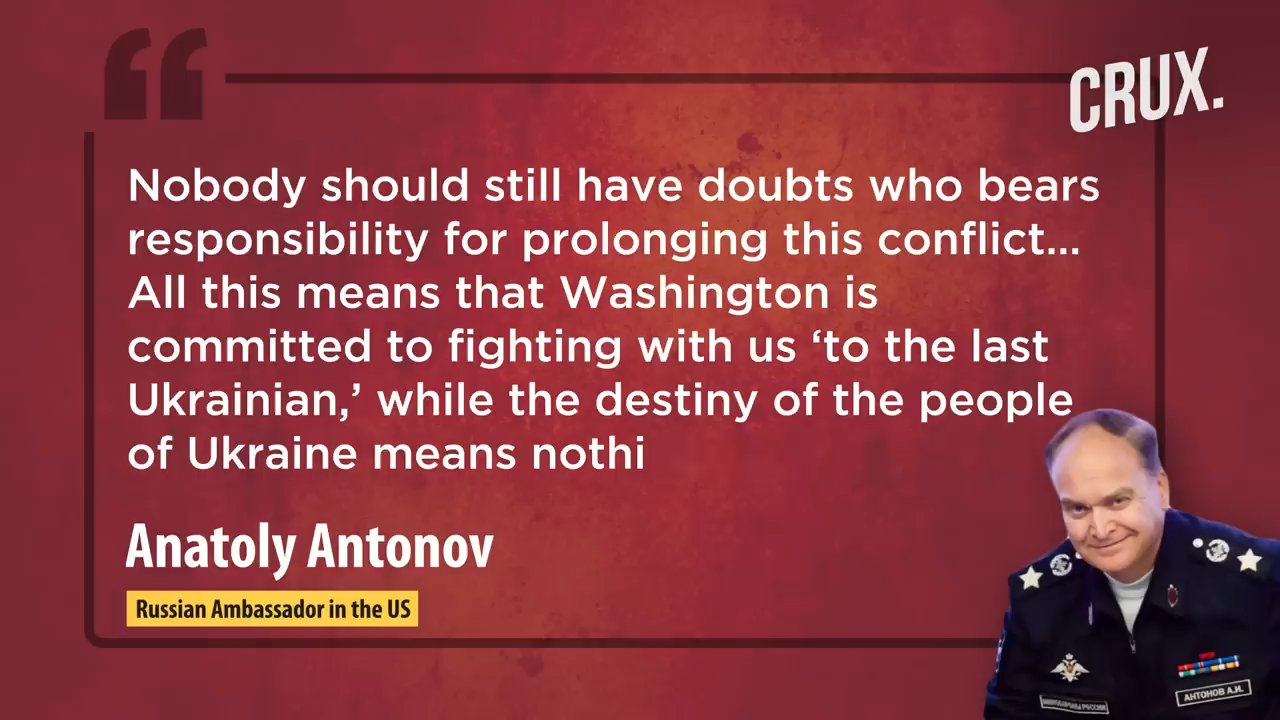 CRUX.
Nobody should still have doubts who bears
responsibility for prolonging this conflict...
All this means that Washington is
committed to fighting with us ‘to the last
Ukrainian,’ while the destiny of the people
of Ukraine means nothi
Anatoly Antonov
Russian Ambassador in the US
МИНОБОРОНЫ РОССИИ
АНТОНОВ А.И.